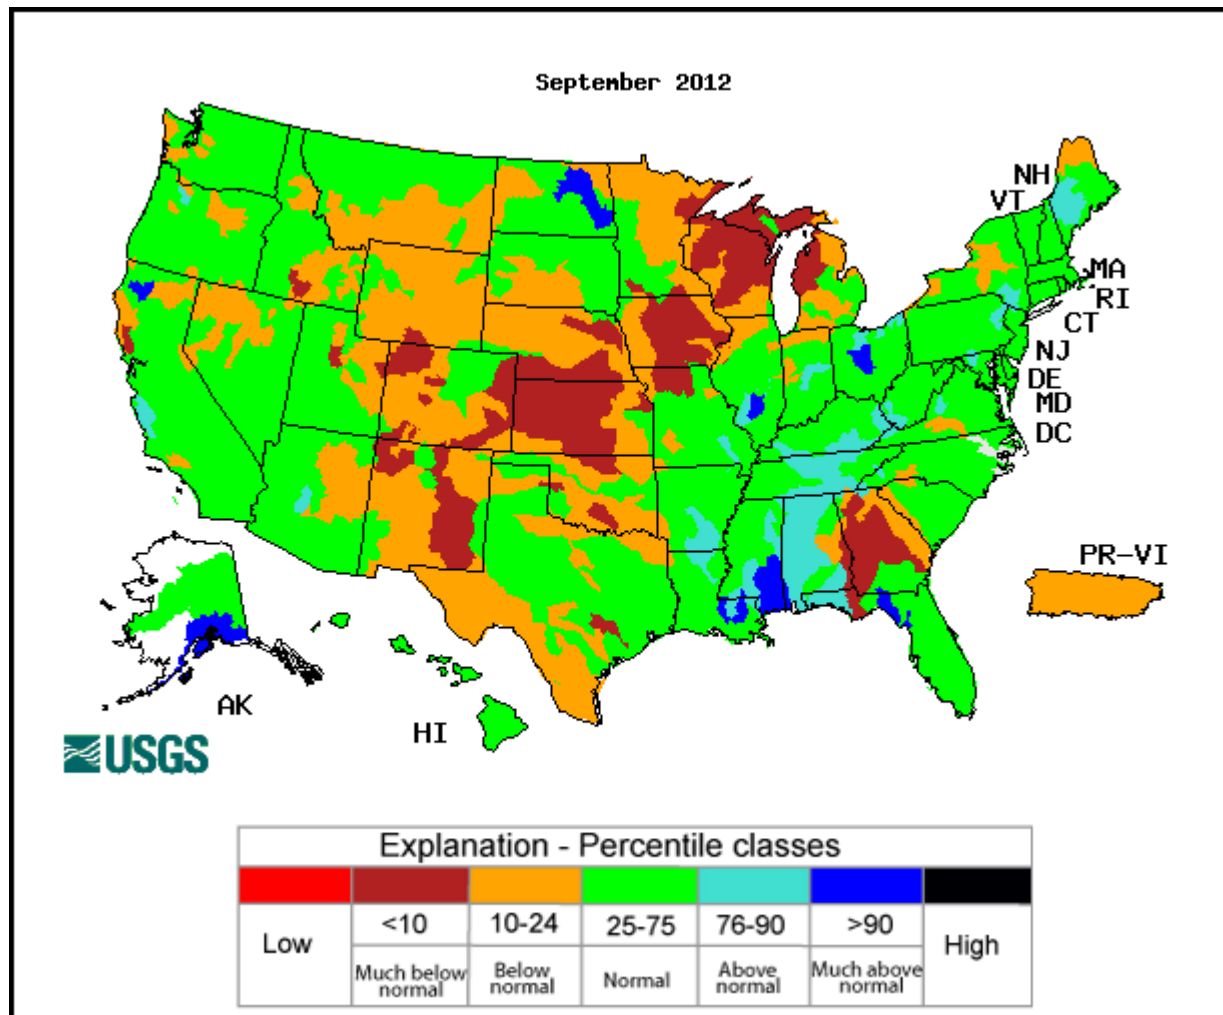 September 2012
NH
VT
MA
RI
CT
NJ
DE
MD
DC
PR-VI
AK
HI
USGS
Explanation - Percentile classes
Low
<10
10-24
25-75
76-90
>90
High
Much below
normal
Below
normal
Normal
Above
normal
Much above
normal